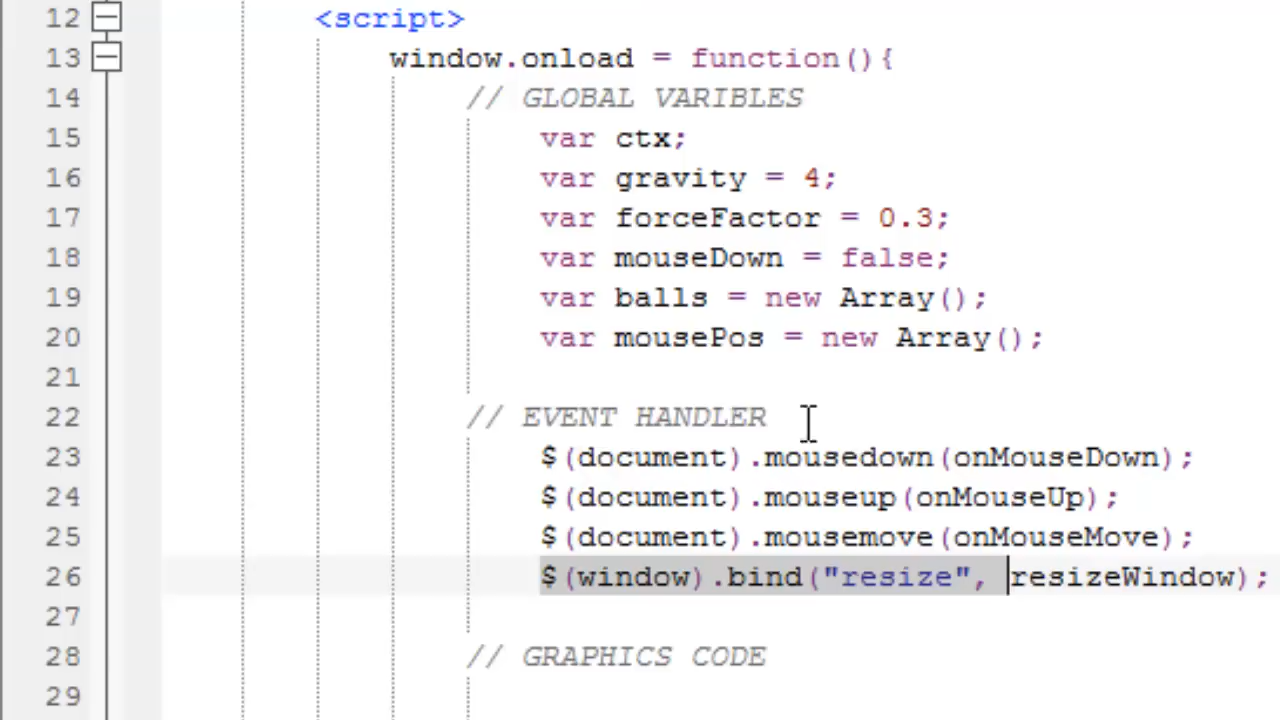 12 <script>
13 window.onload = function(){
14 // GLOBAL VARIBLES
15 var ctx;
16 var gravity = 4;
17 var forceFactor = 0.3;
18 var mouseDown = false;
19 var balls = new Array();
20 var mousePos = new Array();
21
22 // EVENT HANDLER
23 $(document).mousedown(onMouseDown);
24 $(document).mouseup(onMouseUp);
25 $(document).mousemove(onMouseMove);
26 $(window).bind("resize", resizeWindow);
27
28 // GRAPHICS CODE
29